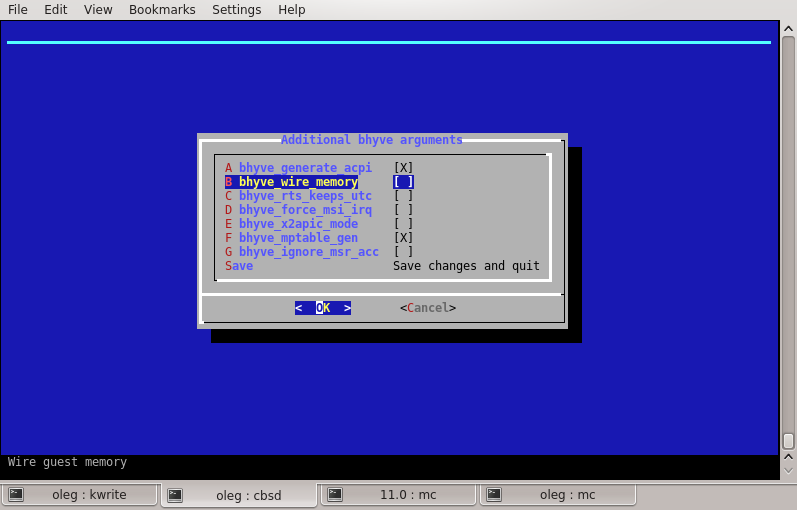 File Edit View Bookmarks Settings Help
Additional bhyve arguments
A bhyve_generate_acpi [X]
B bhyve_wire_memory [ ]
C bhyve_rts_keeps_utc [ ]
D bhyve_force_msi_irq [ ]
E bhyve_x2apic_mode [ ]
F bhyve_mptable_gen [X]
G bhyve_ignore_msr_acc [ ]
Save Save changes and quit
< OK > <Cancel>
Wire guest memory
oleg : kwrite oleg : cbsd 11.0 : mc oleg : mc